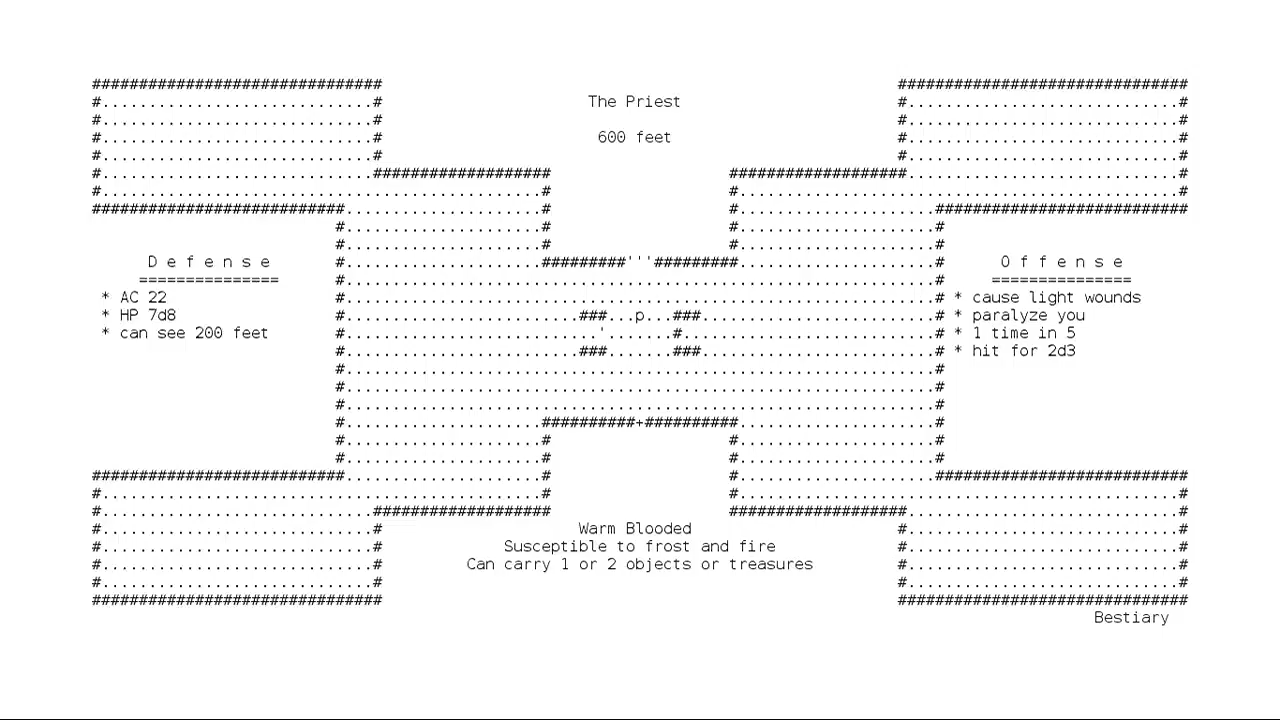 The Priest
600 feet
D e f e n s e
===============
* AC 22
* HP 7d8
* can see 200 feet
O f f e n s e
===============
* cause light wounds
* paralyze you
* 1 time in 5
* hit for 2d3
Warm Blooded
Susceptible to frost and fire
Can carry 1 or 2 objects or treasures
Bestiary